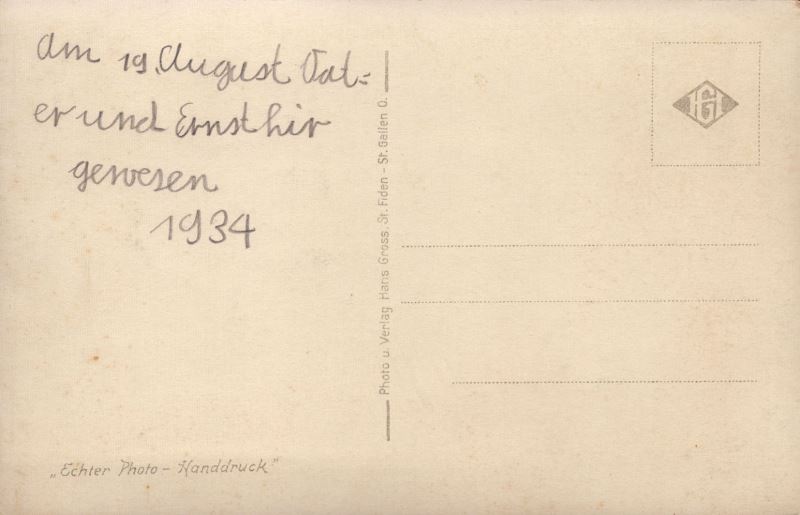 Am 19. August Vat=
er und Ernst hir
gewesen
1934
Photo u. Verlag Hans Gross, St. Fiden - St. Gallen O.
„Echter Photo - Handdruck"